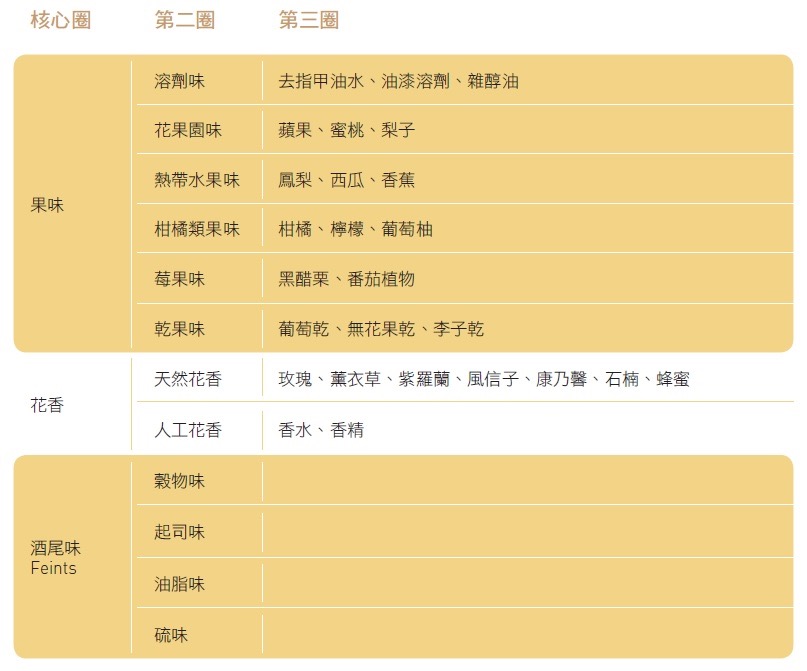 核心圈 第二圈 第三圈
溶劑味 去指甲油水、油漆溶劑、雜醇油
花果園味 蘋果、蜜桃、梨子
熱帶水果味 鳳梨、西瓜、香蕉
果味
柑橘類果味 柑橘、檸檬、葡萄柚
莓果味 黑醋栗、番茄植物
乾果味 葡萄乾、無花果乾、李子乾
天然花香 玫瑰、薰衣草、紫羅蘭、風信子、康乃馨、石楠、蜂蜜
花香
人工花香 香水、香精
穀物味
起司味
酒尾味
Feints
油脂味
硫味